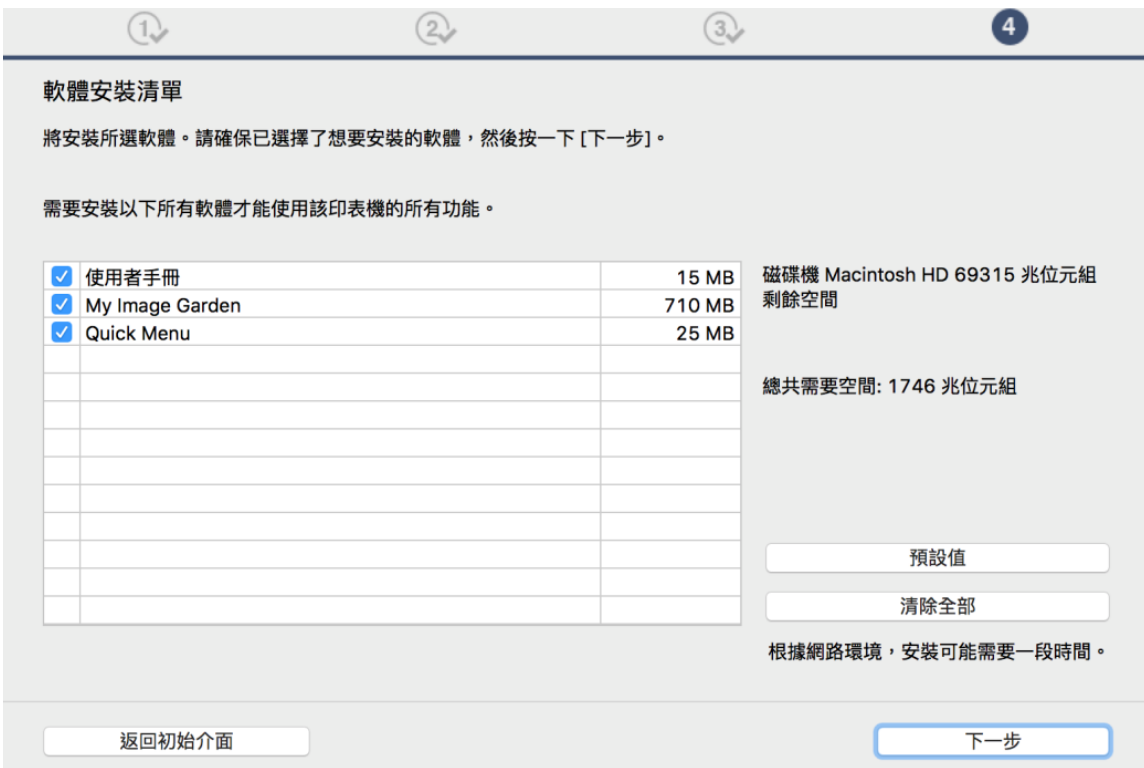 1 2 3 4
軟體安裝清單
將安裝所選軟體。請確保已選擇了想要安裝的軟體，然後按一下 [下一步]。
需要安裝以下所有軟體才能使用該印表機的所有功能。
使用者手冊 15 MB
My Image Garden 710 MB
Quick Menu 25 MB
磁碟機 Macintosh HD 69315 兆位元組
剩餘空間
總共需要空間: 1746 兆位元組
預設值
清除全部
根據網路環境，安裝可能需要一段時間。
返回初始介面
下一步